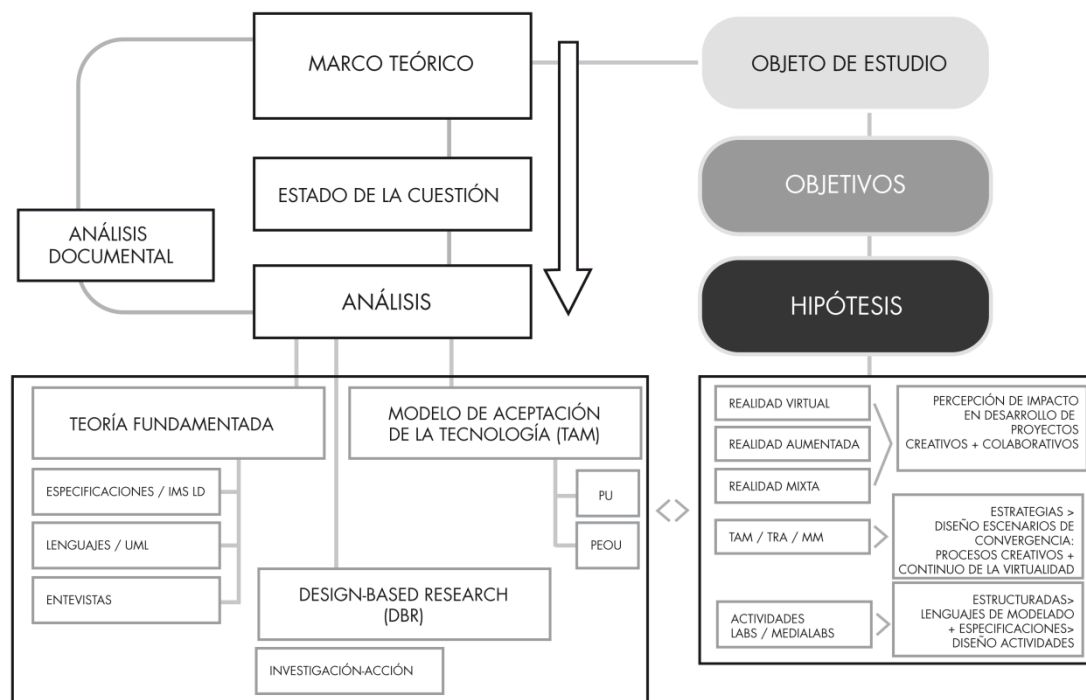 MARCO TEÓRICO
OBJETO DE ESTUDIO
ESTADO DE LA CUESTIÓN
OBJETIVOS
ANÁLISIS
DOCUMENTAL
ANÁLISIS
HIPÓTESIS
TEORÍA FUNDAMENTADA
ESPECIFICACIONES / IMS LD
LENGUAJES / UML
ENTEVISTAS
MODELO DE ACEPTACIÓN
DE LA TECNOLOGÍA (TAM)
PU
PEOU
DESIGN-BASED RESEARCH
(DBR)
INVESTIGACIÓN-ACCIÓN
<>
REALIDAD VIRTUAL
REALIDAD AUMENTADA
REALIDAD MIXTA
PERCEPCIÓN DE IMPACTO
EN DESARROLLO DE
PROYECTOS
CREATIVOS + COLABORATIVOS
TAM / TRA / MM
ESTRATEGIAS >
DISEÑO ESCENARIOS DE
CONVERGENCIA:
PROCESOS CREATIVOS +
CONTINUO DE LA VIRTUALIDAD
ACTIVIDADES
LABS / MEDIALABS
ESTRUCTURADAS>
LENGUAJES DE MODELADO
+ ESPECIFICACIONES>
DISEÑO ACTIVIDADES